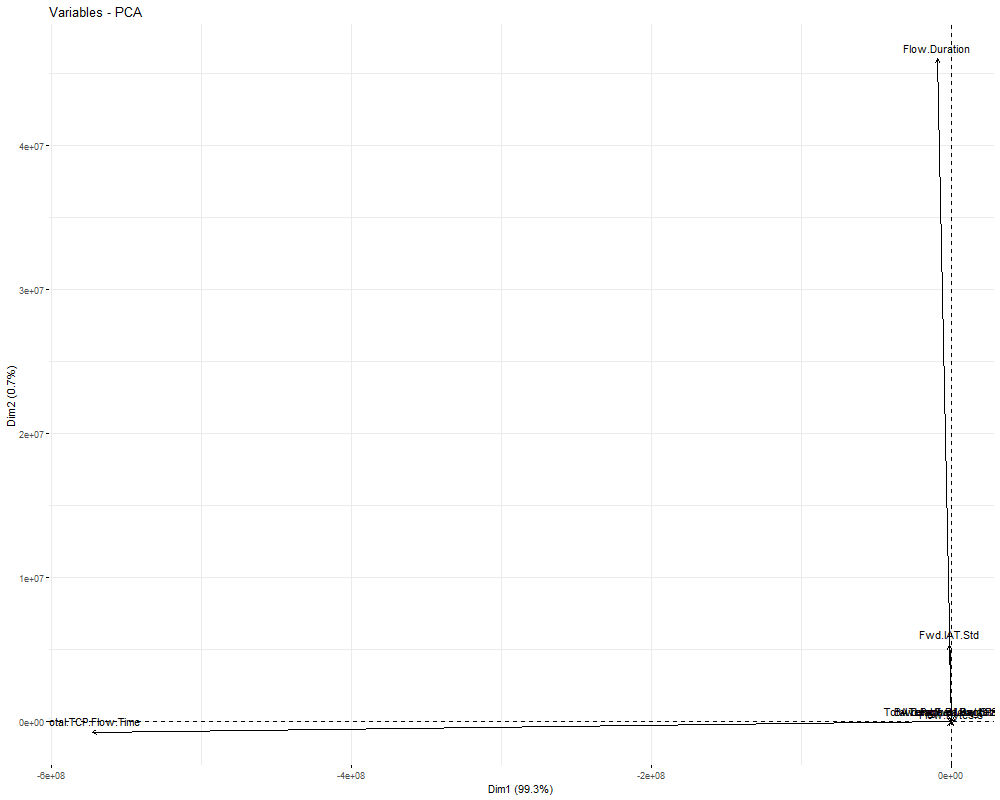 Variables - PCA
Flow.Duration
4e+07
3e+07
Dim2 (0.7%)
2e+07
1e+07
Fwd.IAT.Std
0e+00
otal.TCP.Flow.Time
-6e+08
-4e+08
-2e+08
0e+00
Dim1 (99.3%)